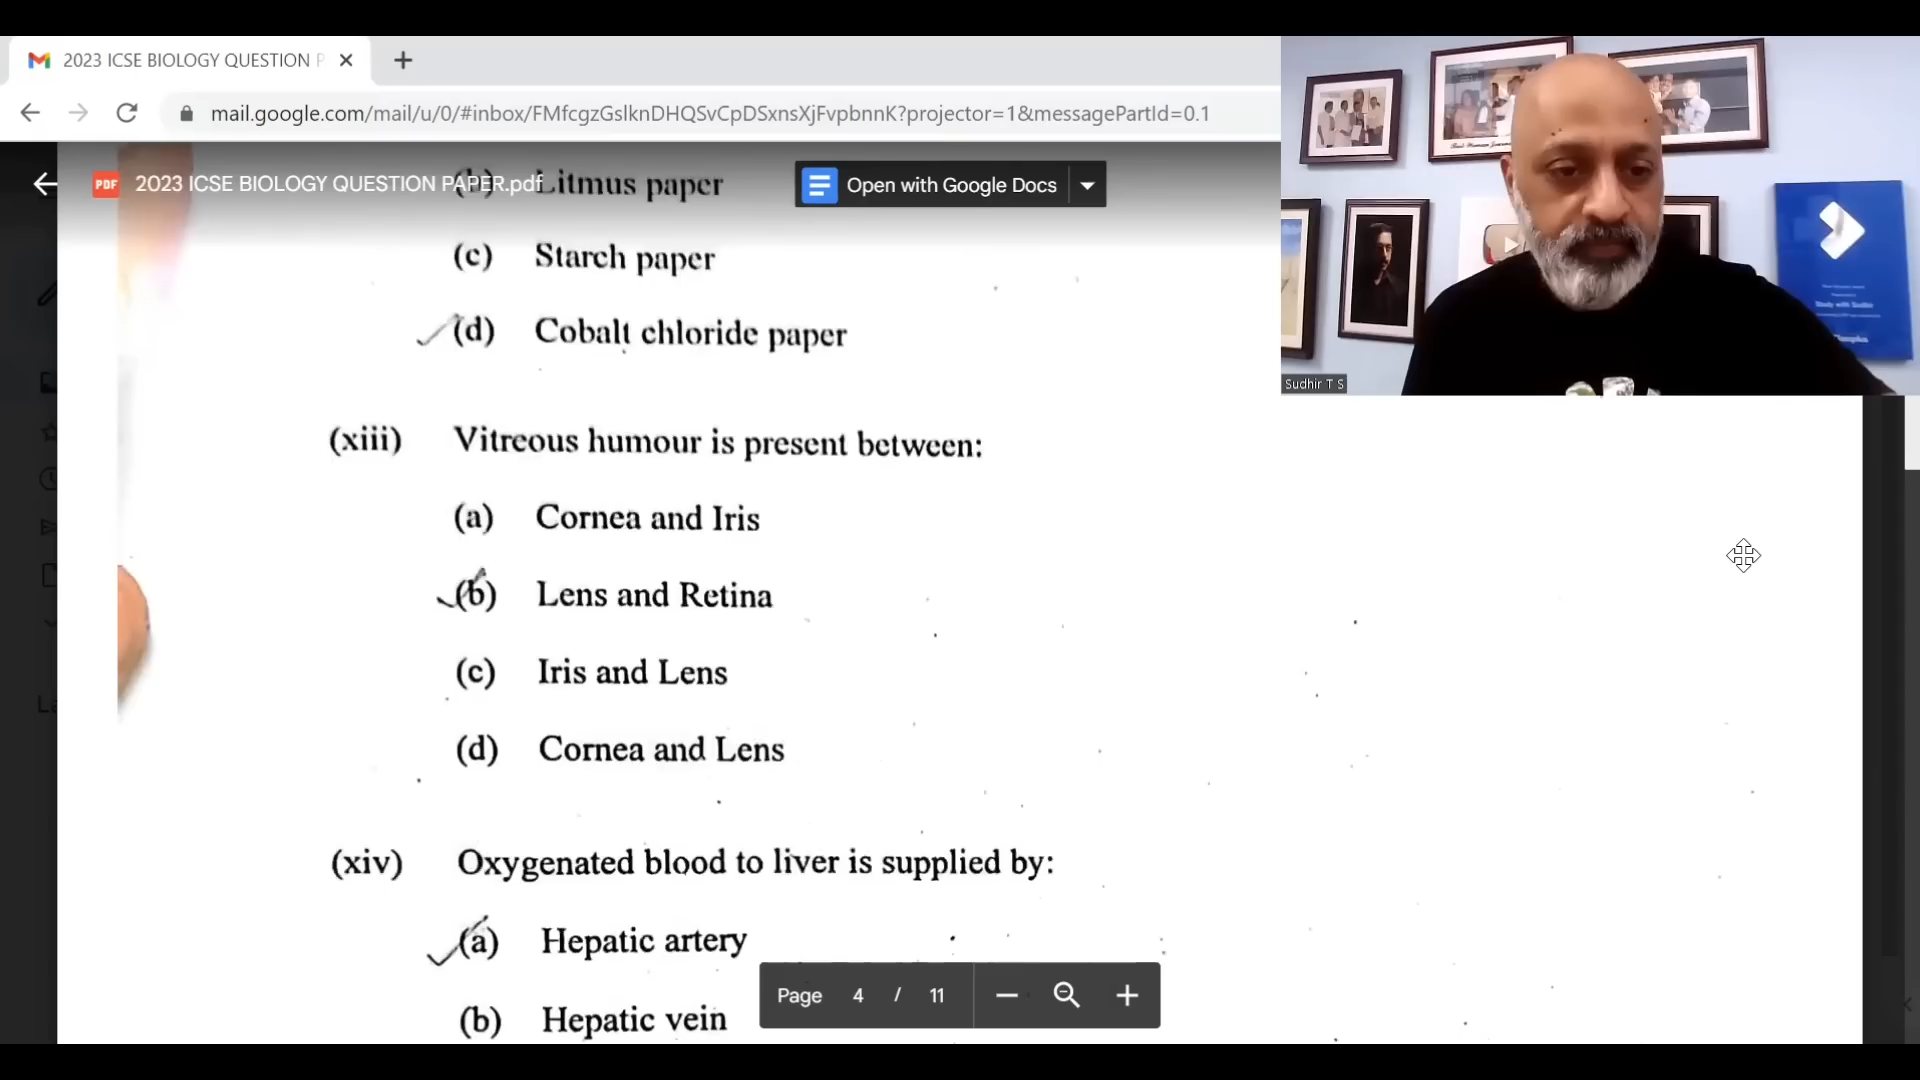 2023 ICSE BIOLOGY QUESTION P
mail.google.com/mail/u/0/#inbox/FMfcgzGslknDHQSvCpDSxnsXjFvpbnnK?projector=1&messagePartId=0.1
PDF 2023 ICSE BIOLOGY QUESTION PAPER.pdf
Open with Google Docs
(b) Litmus paper
(c) Starch paper
(d) Cobalt chloride paper
Sudhir T S
(xiii) Vitreous humour is present between:
(a) Cornea and Iris
(b) Lens and Retina
(c) Iris and Lens
(d) Cornea and Lens
(xiv) Oxygenated blood to liver is supplied by:
(a) Hepatic artery
(b) Hepatic vein
Page 4 / 11